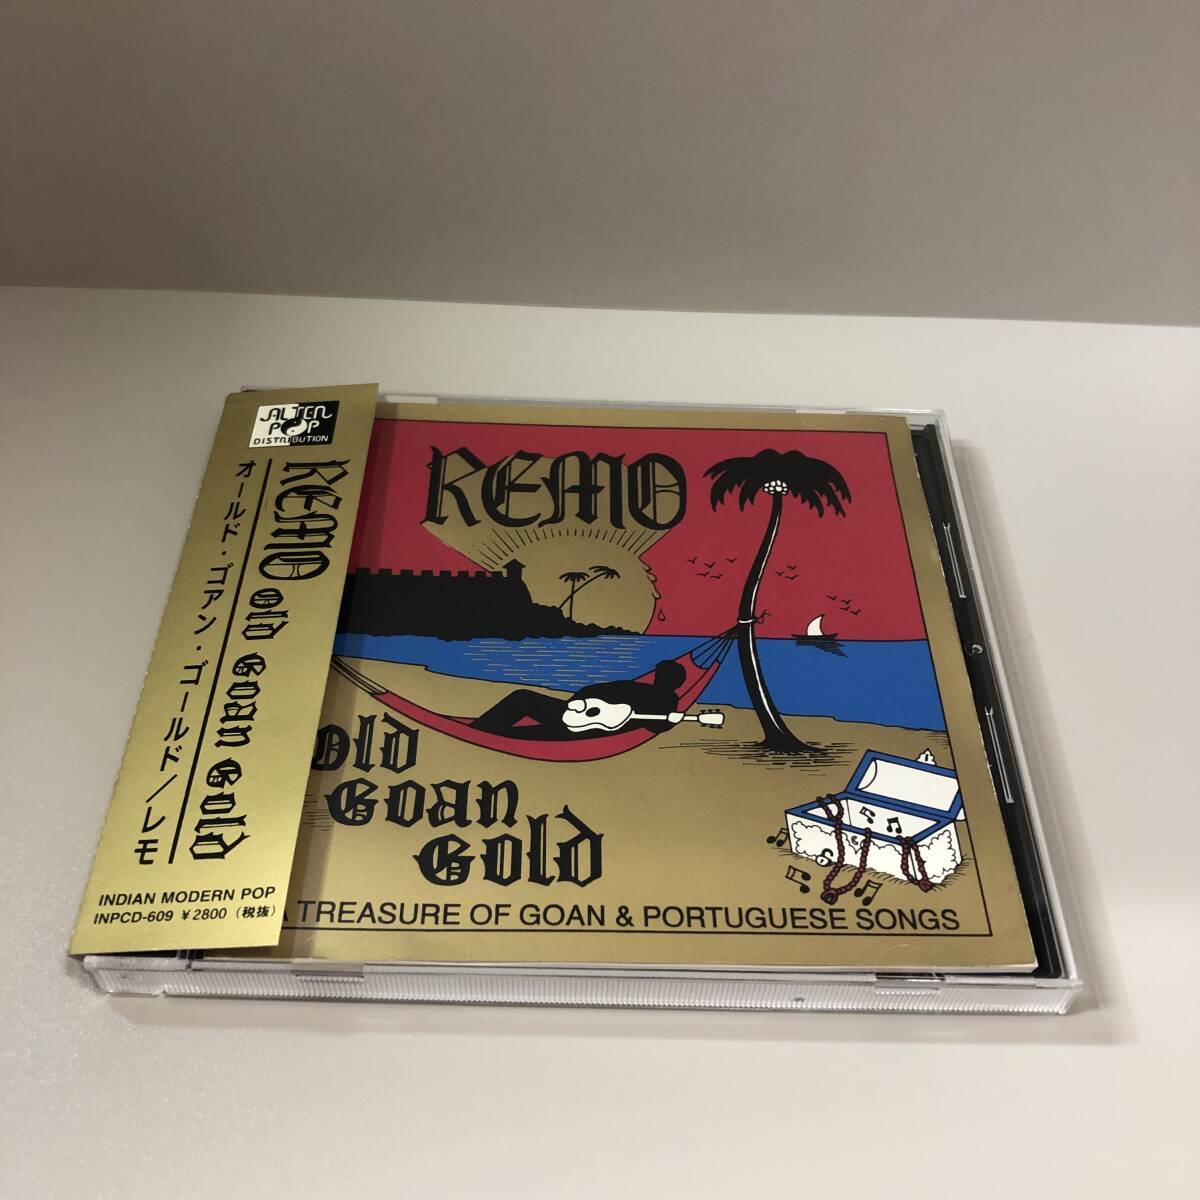 ALTER
POP
DISTRIBUTION
REMO Old Goan Gold
オールド・ゴアン・ゴールド/レモ
INDIAN MODERN POP
INPCD-609 ¥2800 (税抜)
REMO
Old
Goan
Gold
A TREASURE OF GOAN & PORTUGUESE SONGS